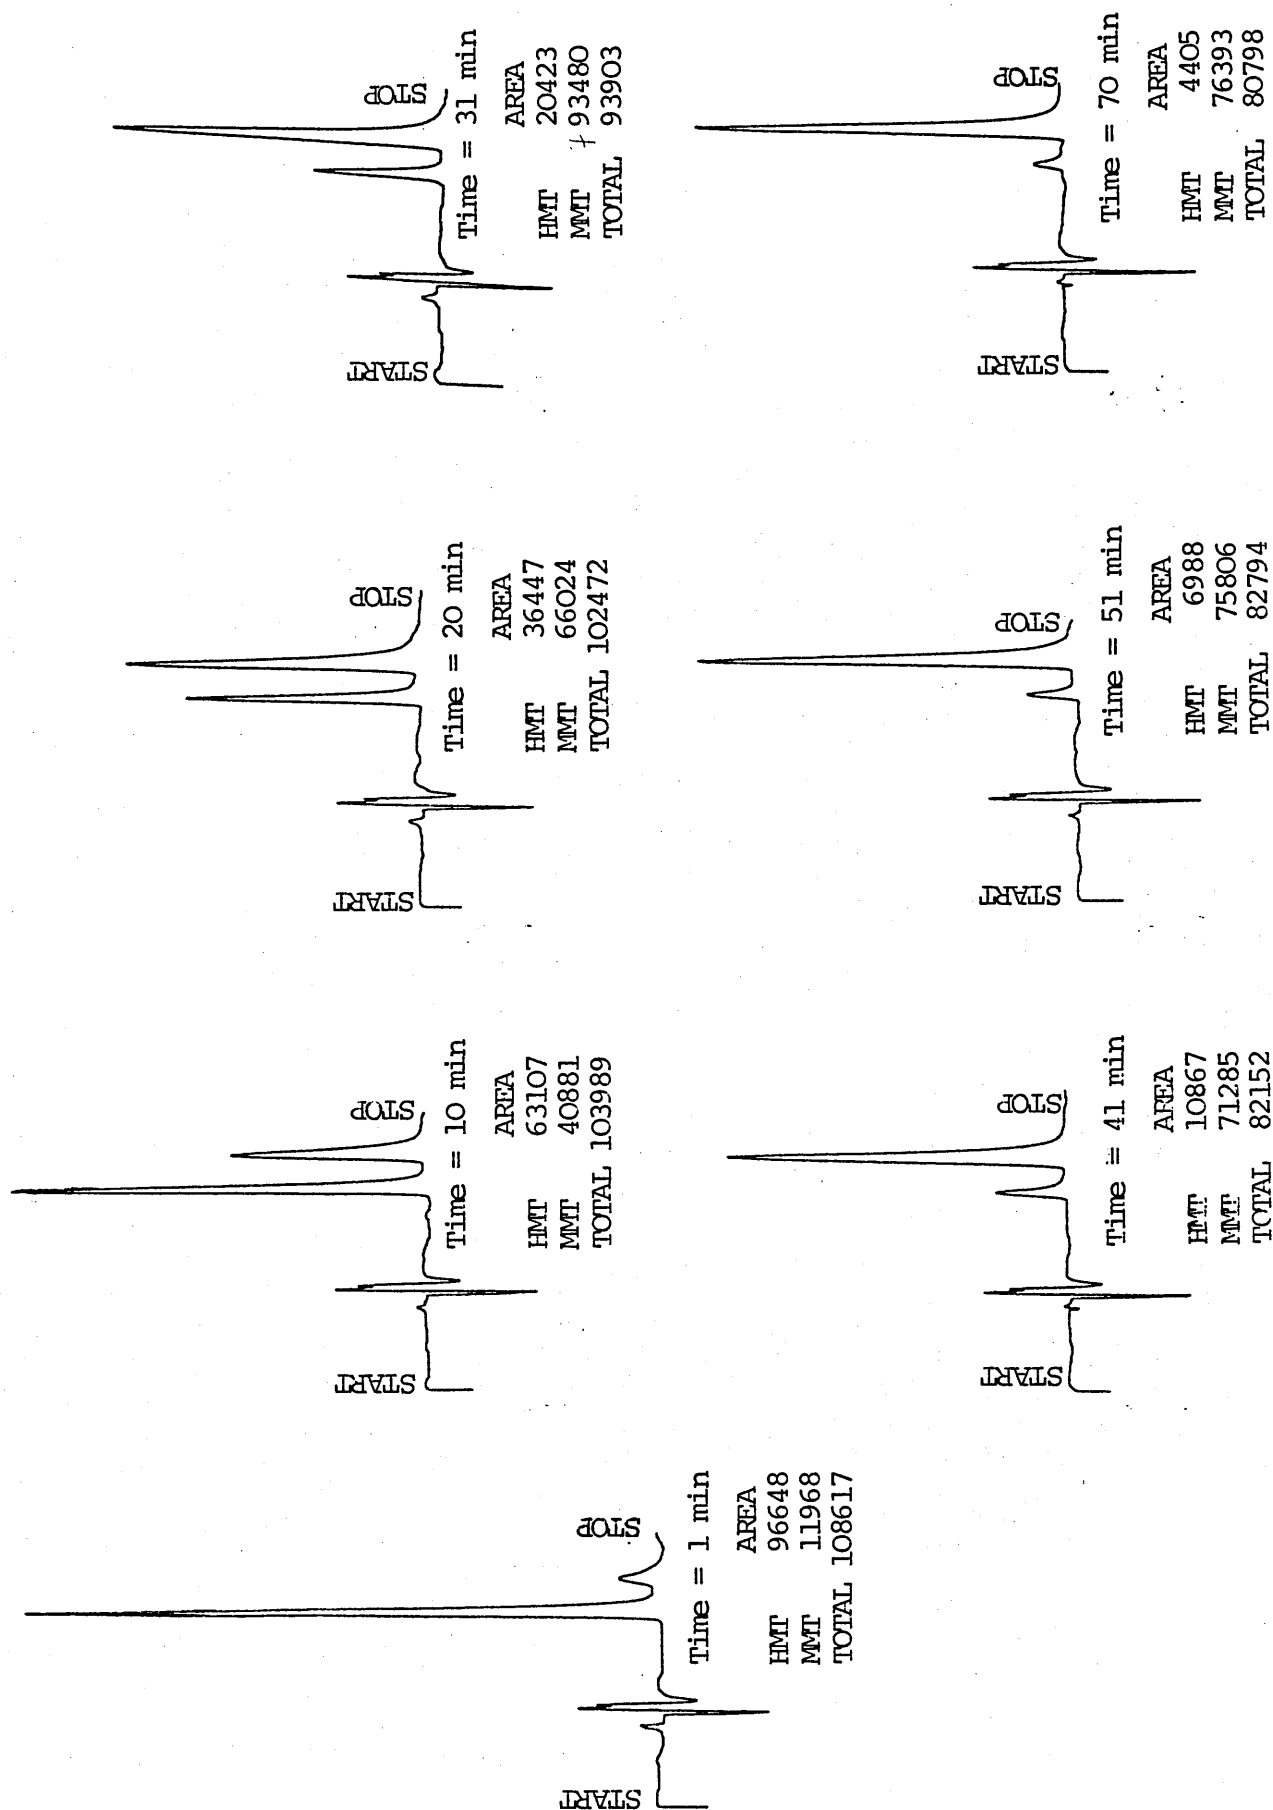 START
STOP
Time = 1 min
AREA
HMT 96648
MMT 11968
TOTAL 108617
START
STOP
Time = 10 min
AREA
HMT 63107
MMT 40881
TOTAL 103989
START
STOP
Time = 20 min
AREA
HMT 36447
MMT 66024
TOTAL 102472
START
STOP
Time = 31 min
AREA
HMT 20423
MMT 93480
TOTAL 93903
START
STOP
Time = 41 min
AREA
HMT 10867
MMT 71285
TOTAL 82152
START
STOP
Time = 51 min
AREA
HMT 6988
MMT 75806
TOTAL 82794
START
STOP
Time = 70 min
AREA
HMT 4405
MMT 76393
TOTAL 80798